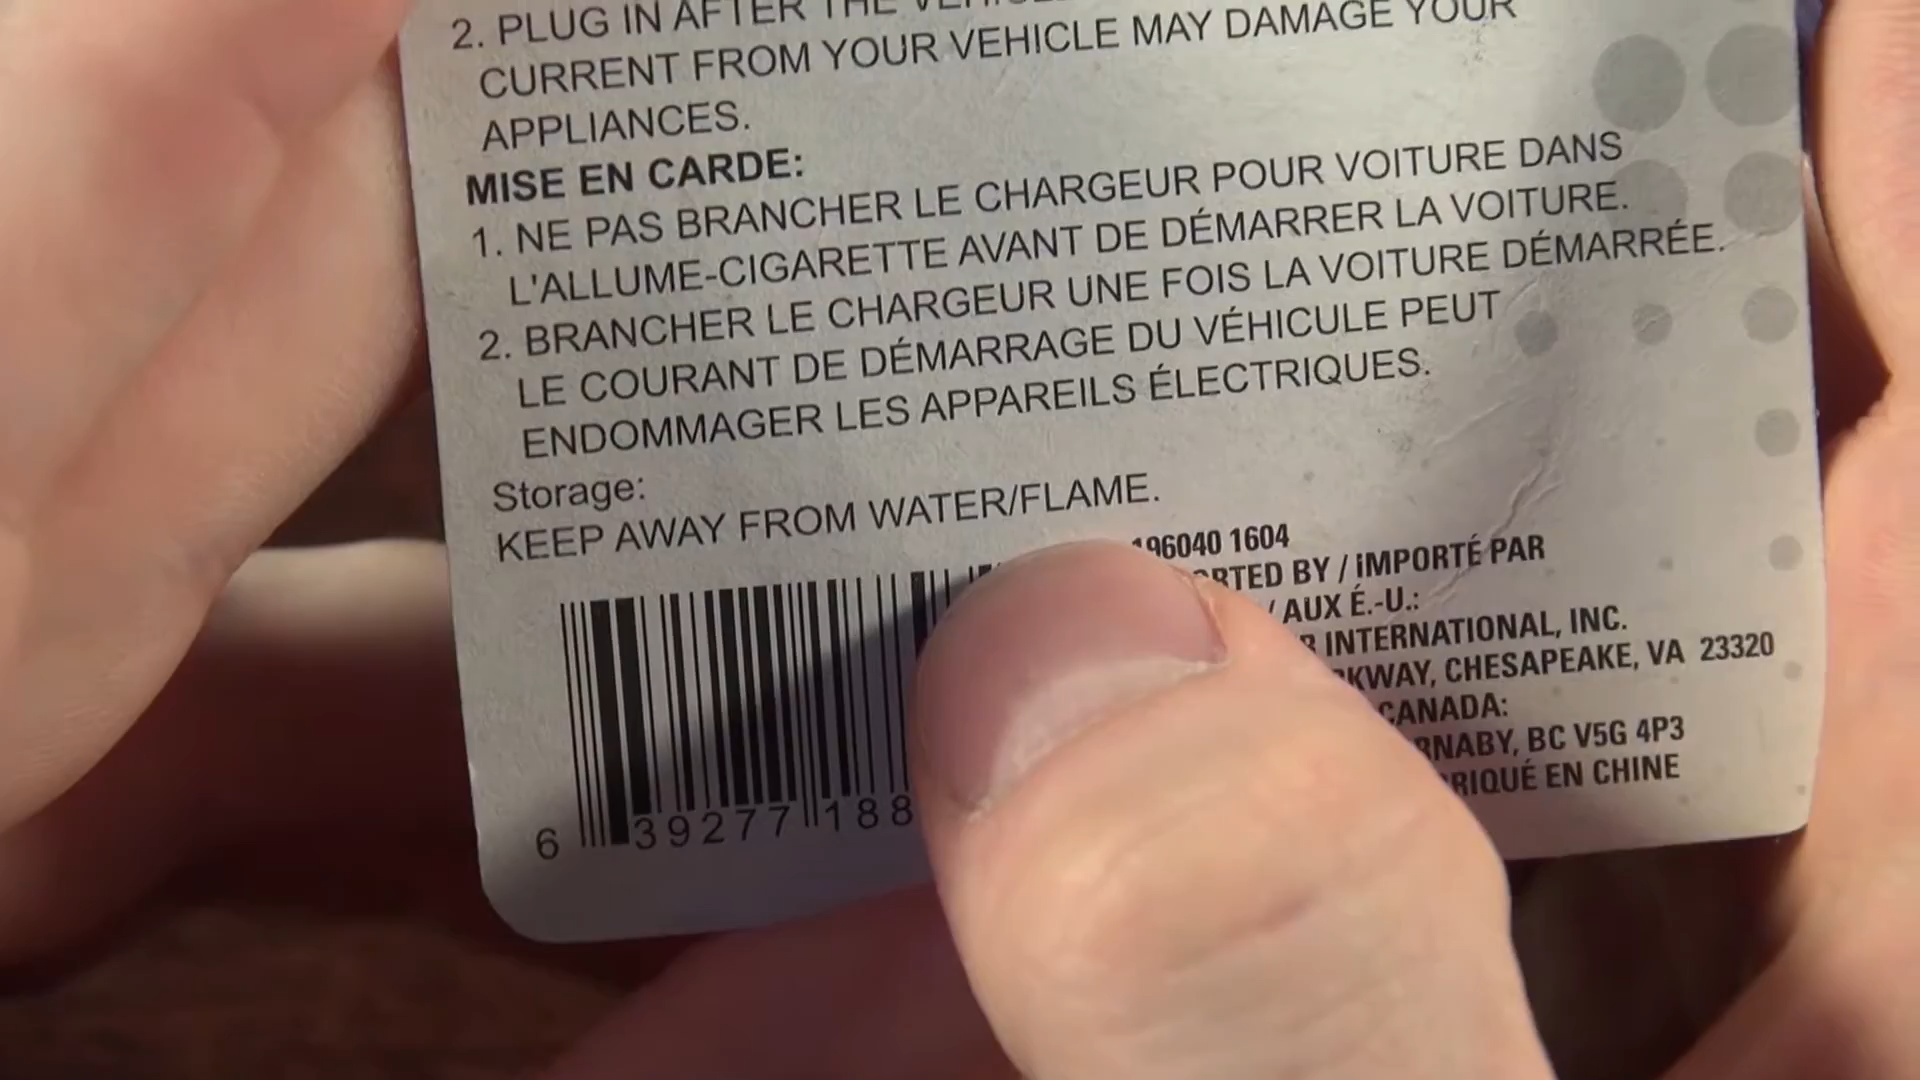 2. PLUG IN AFTER THE
CURRENT FROM YOUR VEHICLE MAY DAMAGE YOUR
APPLIANCES.
MISE EN CARDE:
1. NE PAS BRANCHER LE CHARGEUR POUR VOITURE DANS
L'ALLUME-CIGARETTE AVANT DE DÉMARRER LA VOITURE.
2. BRANCHER LE CHARGEUR UNE FOIS LA VOITURE DÉMARRÉE.
LE COURANT DE DÉMARRAGE DU VÉHICULE PEUT
ENDOMMAGER LES APPAREILS ÉLECTRIQUES.
Storage:
KEEP AWAY FROM WATER/FLAME.
196040 1604
BY / IMPORTÉ PAR
/ AUX É.-U.:
INTERNATIONAL, INC.
CHESAPEAKE, VA 23320
CANADA:
BC V5G 4P3
EN CHINE
6 39277 188